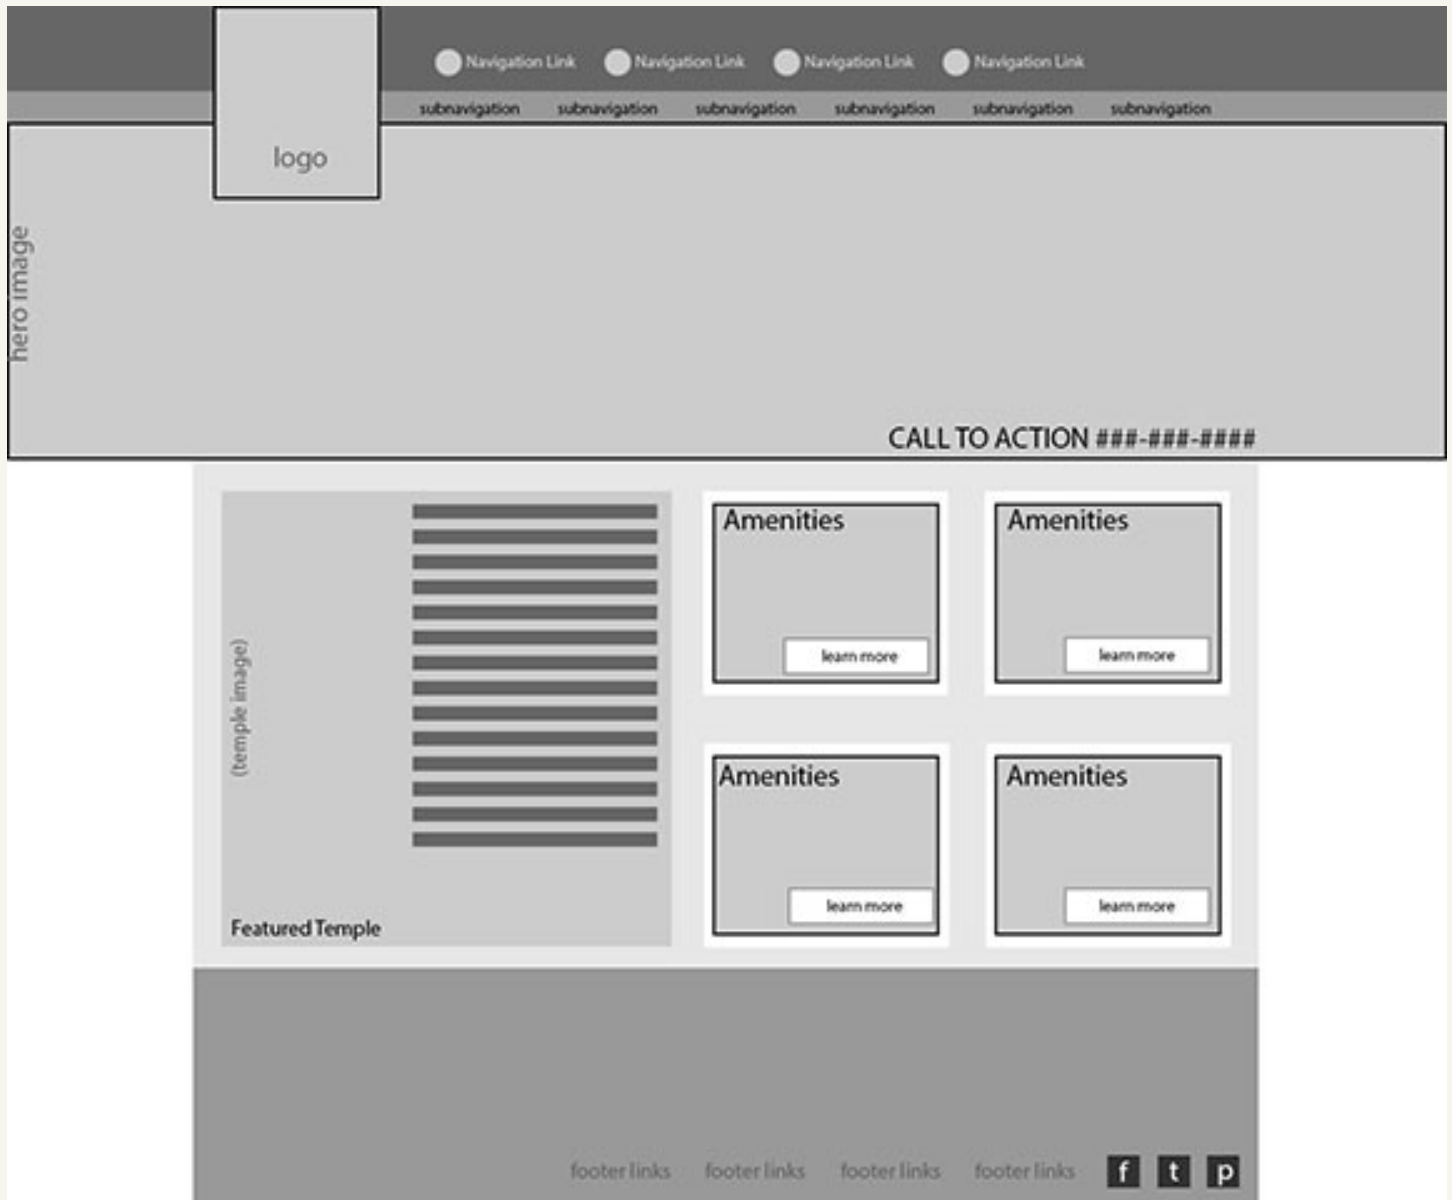 Navigation Link Navigation Link Navigation Link Navigation Link
subnavigation subnavigation subnavigation subnavigation subnavigation subnavigation
logo
hero image
CALL TO ACTION ###-###-####
(temple image)
Featured Temple
Amenities
learn more
Amenities
learn more
Amenities
learn more
Amenities
learn more
footer links footer links footer links footer links f t p